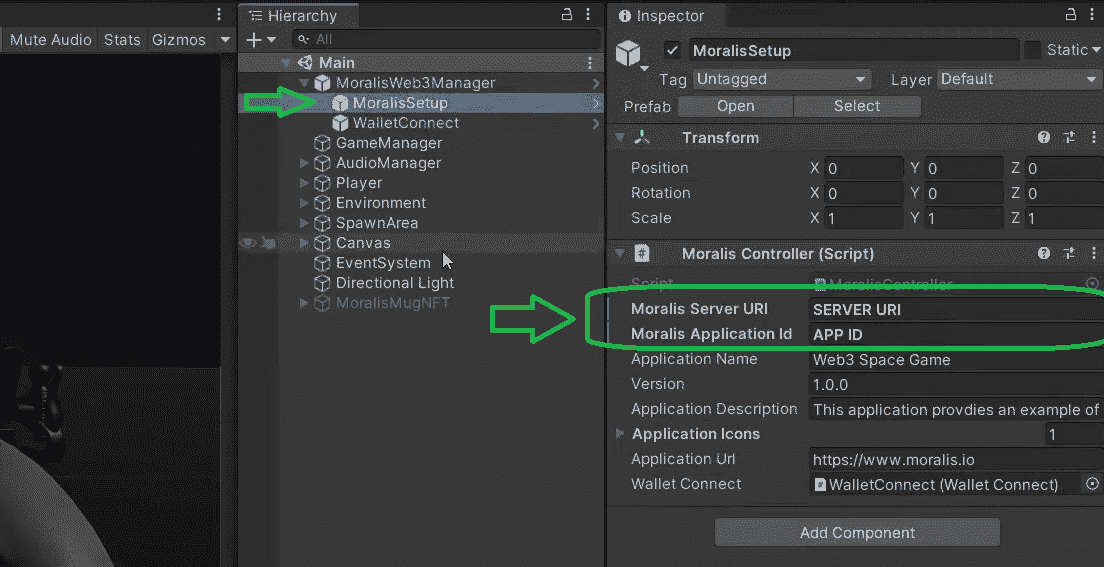 Mute Audio Stats Gizmos
Hierarchy
All
Main
MoralisWeb3Manager
MoralisSetup
WalletConnect
GameManager
AudioManager
Player
Environment
SpawnArea
Canvas
EventSystem
Directional Light
MoralisMugNFT
Inspector
MoralisSetup Static
Tag Untagged Layer Default
Prefab Open Select
Transform
Position X 0 Y 0 Z 0
Rotation X 0 Y 0 Z 0
Scale X 1 Y 1 Z 1
# Moralis Controller (Script)
Script # MoralisController
Moralis Server URI SERVER URI
Moralis Application Id APP ID
Application Name Web3 Space Game
Version 1.0.0
Application Description This application provdies an example of
Application Icons 1
Application Url https://www.moralis.io
Wallet Connect # WalletConnect (Wallet Connect)
Add Component